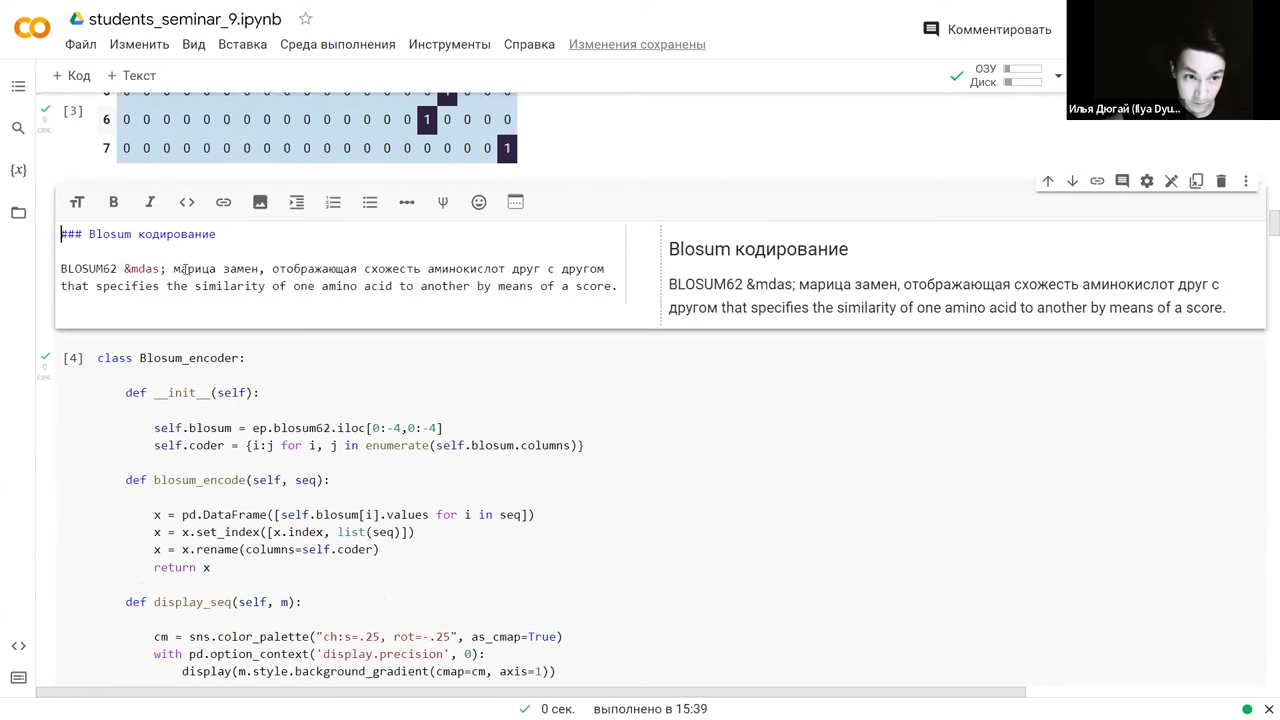 students_seminar_9.ipynb
Комментировать
Файл Изменить Вид Вставка Среда выполнения Инструменты Справка Изменения сохранены
+ Код + Текст
ОЗУ
Диск
Илья Дюгай (Ilya Dyu...
[3]
6 0 0 0 0 0 0 0 0 0 0 0 0 0 0 0 0 1 0 0 0 0
7 0 0 0 0 0 0 0 0 0 0 0 0 0 0 0 0 0 0 0 0 1
### Blosum кодирование
BLOSUM62 &mdas; марица замен, отображающая схожесть аминокислот друг с другом
that specifies the similarity of one amino acid to another by means of a score.
Blosum кодирование
BLOSUM62 &mdas; марица замен, отображающая схожесть аминокислот друг с
другом that specifies the similarity of one amino acid to another by means of a score.
0
сек.
[4] class Blosum_encoder:
def __init__(self):
self.blosum = ep.blosum62.iloc[0:-4,0:-4]
self.coder = {i:j for i, j in enumerate(self.blosum.columns)}
def blosum_encode(self, seq):
x = pd.DataFrame([self.blosum[i].values for i in seq])
x = x.set_index([x.index, list(seq)])
x = x.rename(columns=self.coder)
return x
def display_seq(self, m):
cm = sns.color_palette("ch:s=.25, rot=-.25", as_cmap=True)
with pd.option_context('display.precision', 0):
display(m.style.background_gradient(cmap=cm, axis=1))
0 сек. выполнено в 15:39